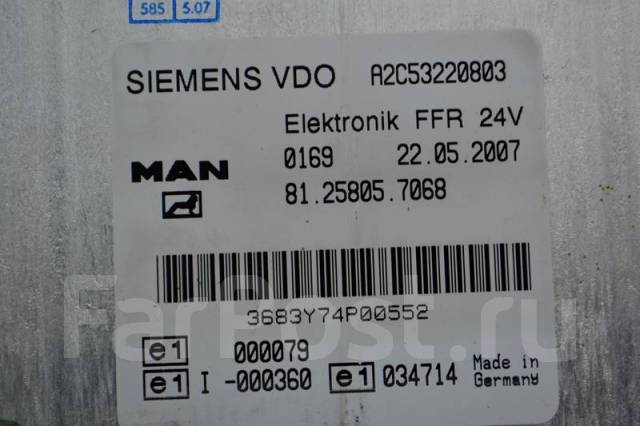 585 5.07
SIEMENS VDO A2C53220803
Elektronik FFR 24V
MAN 0169 22.05.2007
81.25805.7068
3683Y74P00552
e1 000079
e1 I -000360 e1 034714 Made in Germany
FarPost.ru